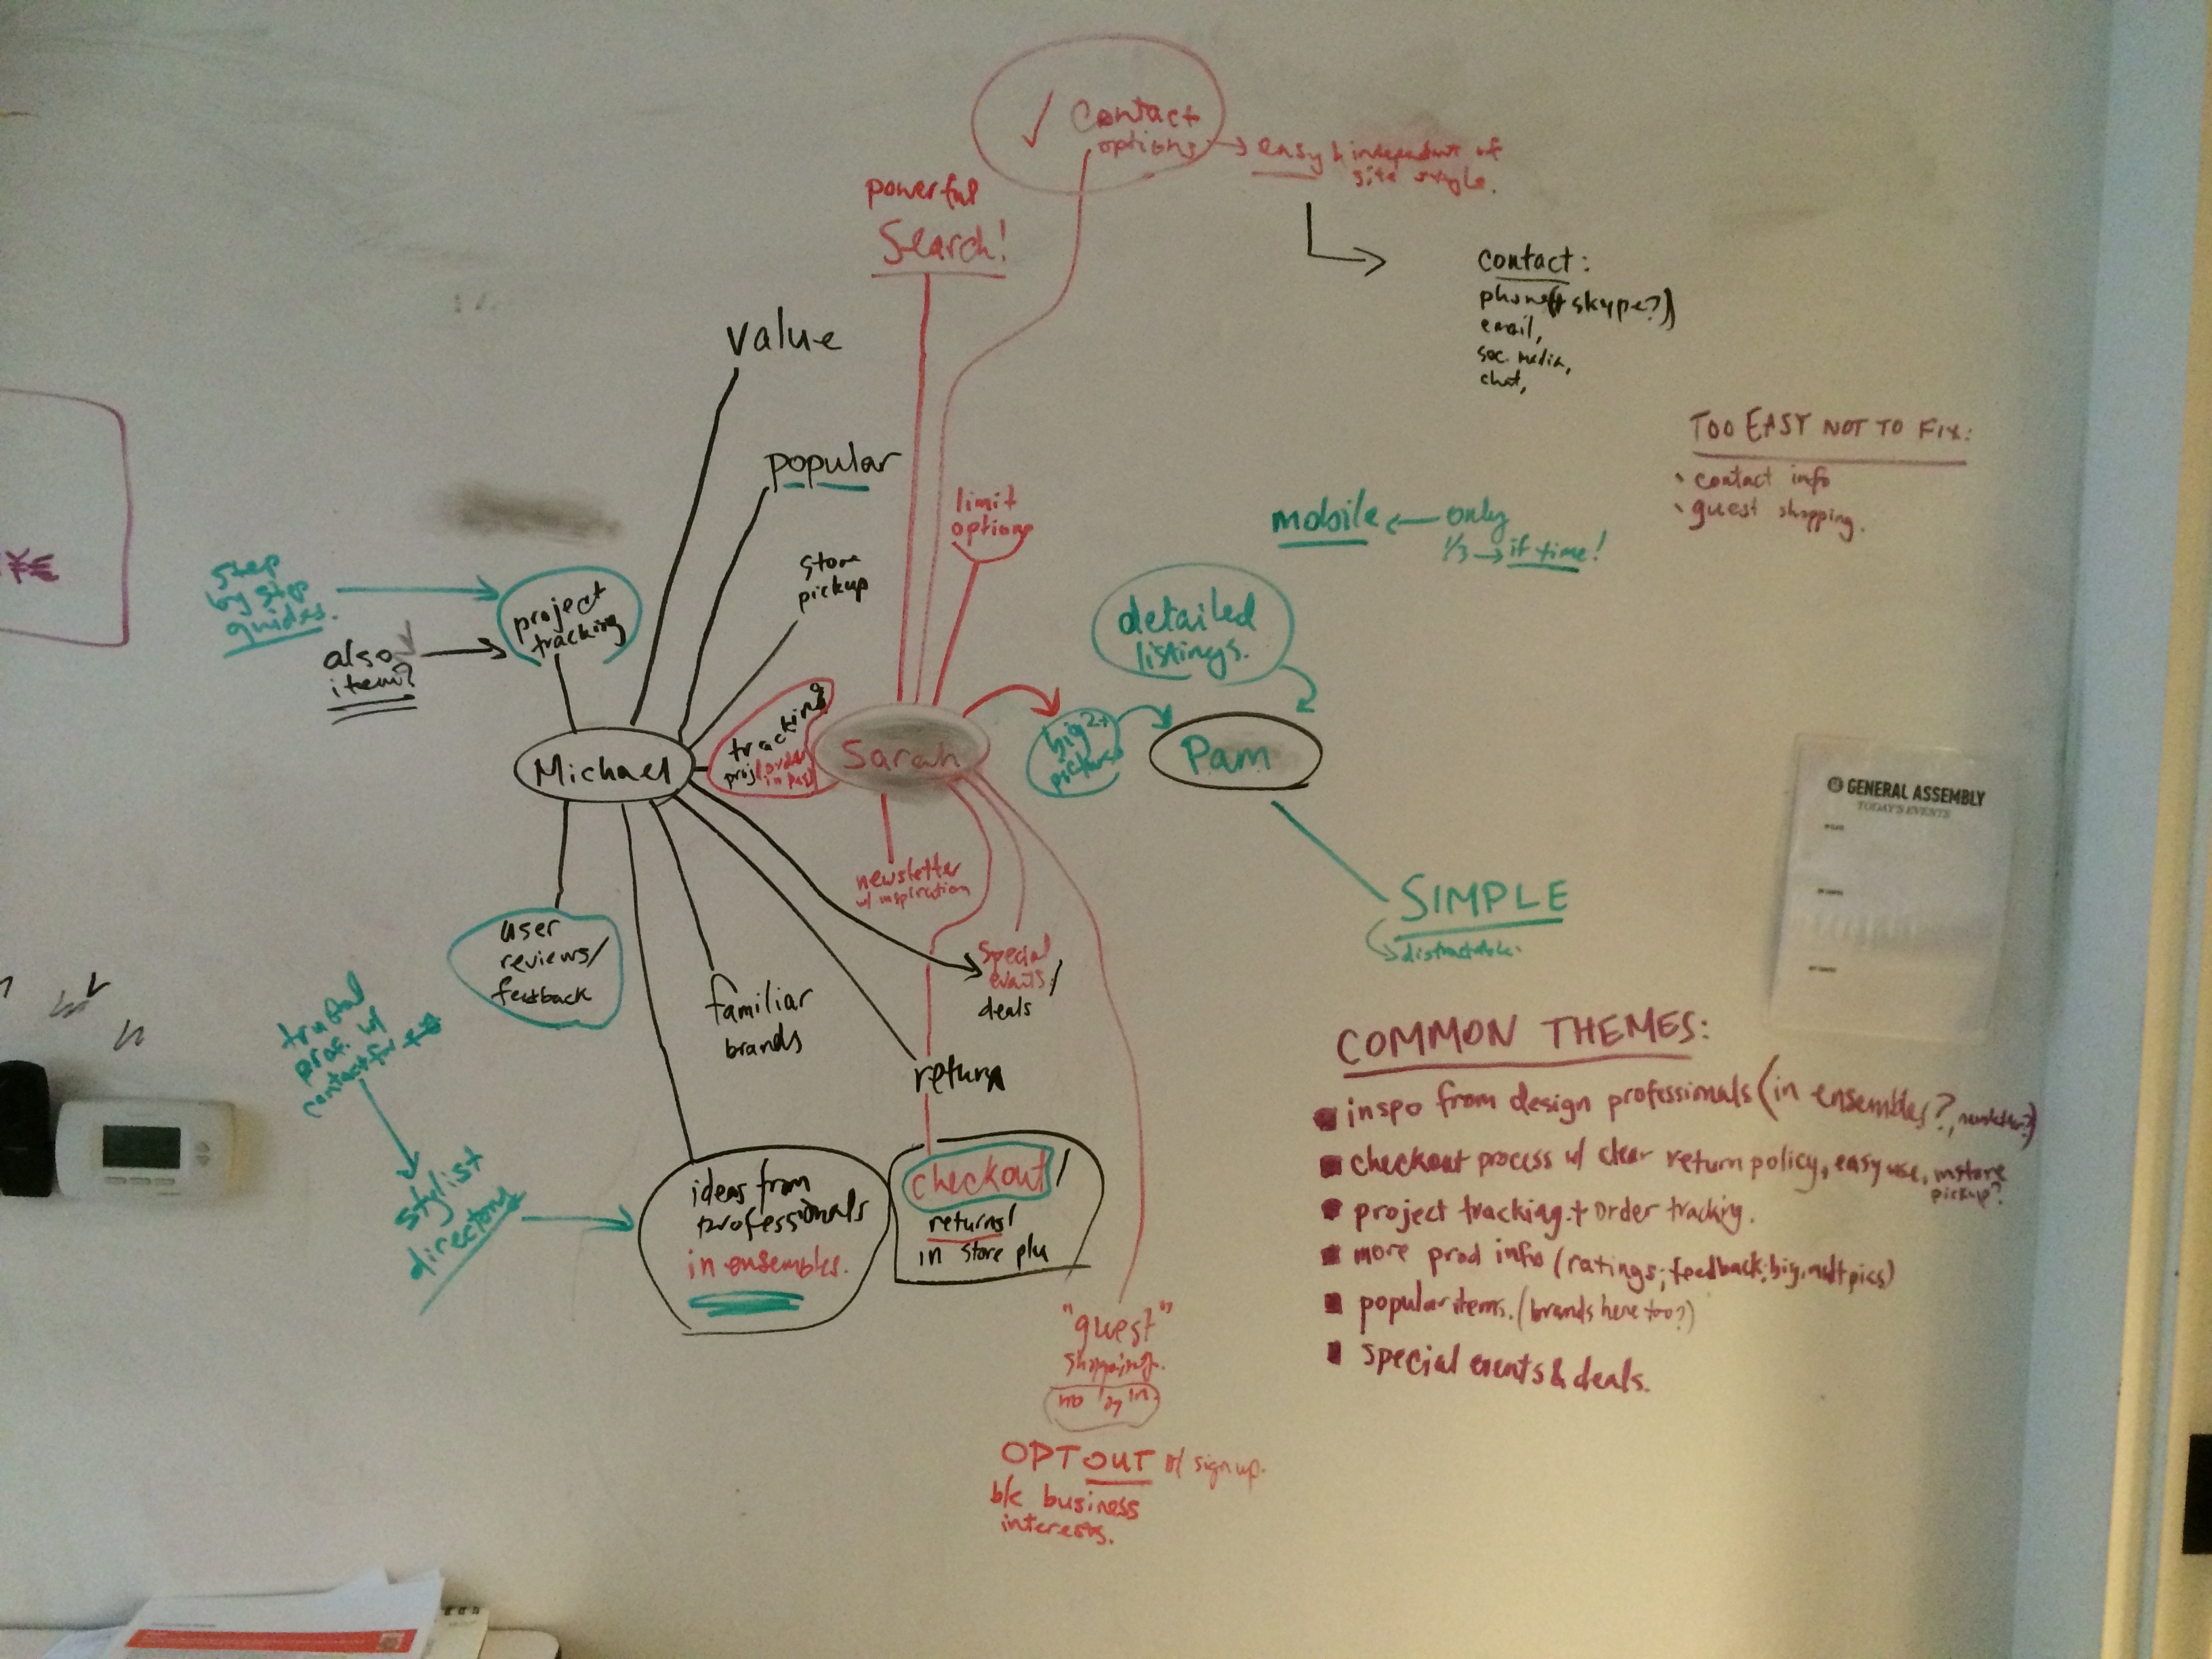 ✓ contact
options → easy & independent of
site style.
powerful
search!
contact:
phone (+ skype?)
email,
soc. media,
chat,
value
popular
limit
options
TOO EASY NOT TO FIX:
contact info
guest shopping.
mobile ← only
1/3 → if time!
store
pickup
¥€
step
by step
guides.
project
tracking
also
item?
detailed
listings.
tracking
proj
order
in past
Michael
Sarah
big 2+
pictures
Pam
GENERAL ASSEMBLY
TODAY'S EVENTS
newsletter
w/ inspiration
SIMPLE
distractable.
user
reviews/
feedback
special
events/
deals
familiar
brands
trusted
prof. w/
contact for
return
COMMON THEMES:
inspo from design professionals (in ensembles?, newsletter?)
checkout process w/ clear return policy, easy use, instore
pickup?
project tracking + order tracking.
more prod info (ratings; feedback; big, mult pics)
popular items. (brands here too?)
special events & deals.
stylist
directory
ideas from
professionals
in ensembles.
checkout/
returns/
in store pku
"guest"
shopping.
no log in
OPT OUT of sign up.
b/c business
interests.